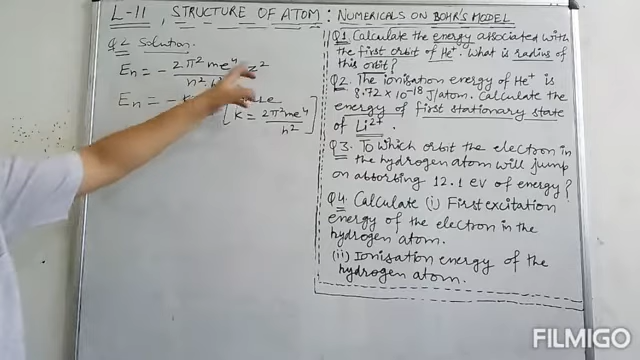 L-11, STRUCTURE OF ATOM : NUMERICALS ON BOHR'S MODEL
Q2 Solution
En = - 2π²me⁴ z²
n² h²
En = - K
[K = 2π²me⁴
h²]
Q1 Calculate the energy associated with
the first orbit of He⁺. What is radius of
this orbit?
Q2. The ionisation energy of He⁺ is
8.72 × 10⁻¹⁸ J/atom. Calculate the
energy of first stationary state
of Li²⁺
Q3. To which orbit the electron in
the hydrogen atom will jump
on absorbing 12.1 eV of energy?
Q4 Calculate (i) First excitation
energy of the electron in the
hydrogen atom.
(ii) Ionisation energy of the
hydrogen atom.
FILMIGO